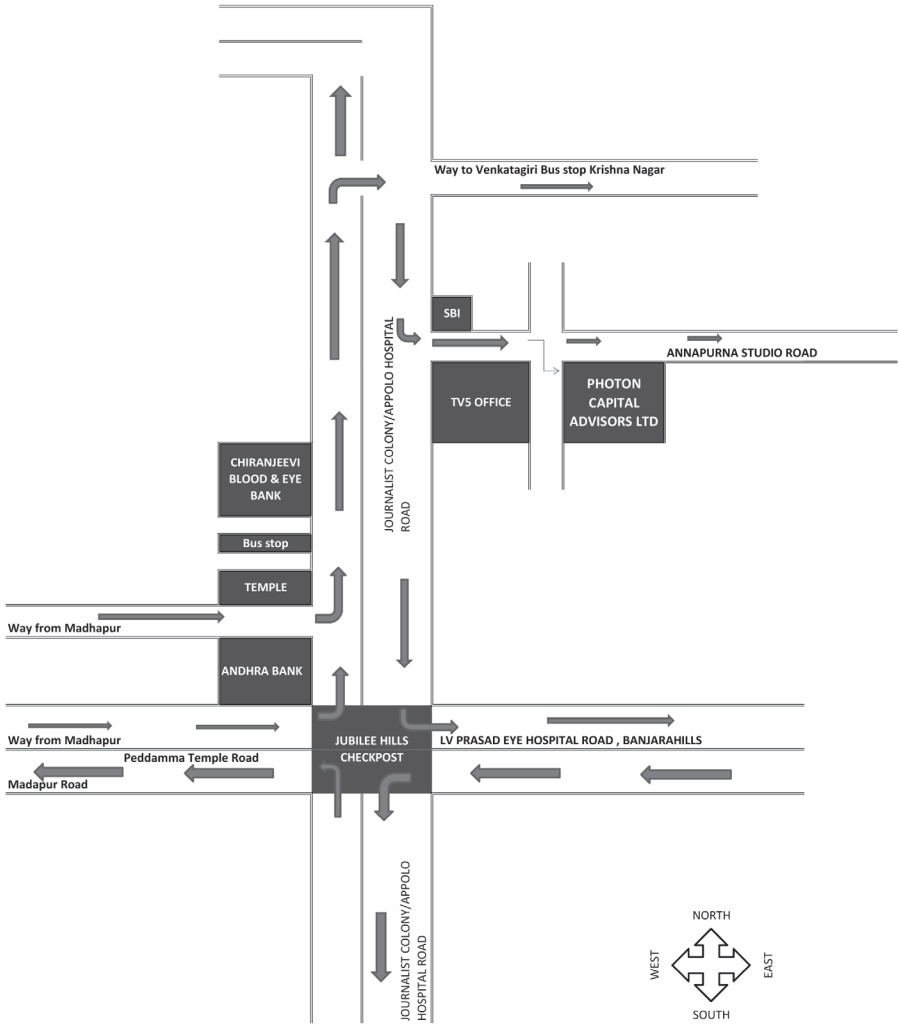 Way to Venkatagiri Bus stop Krishna Nagar
SBI
ANNAPURNA STUDIO ROAD
JOURNALIST COLONY/APPOLO HOSPITAL
ROAD
TV5 OFFICE
PHOTON
CAPITAL
ADVISORS LTD
CHIRANJEEVI
BLOOD & EYE
BANK
Bus stop
TEMPLE
Way from Madhapur
ANDHRA BANK
Way from Madhapur
JUBILEE HILLS
CHECKPOST
LV PRASAD EYE HOSPITAL ROAD , BANJARAHILLS
Peddamma Temple Road
Madapur Road
JOURNALIST COLONY/APPOLO
HOSPITAL ROAD
NORTH
WEST
EAST
SOUTH